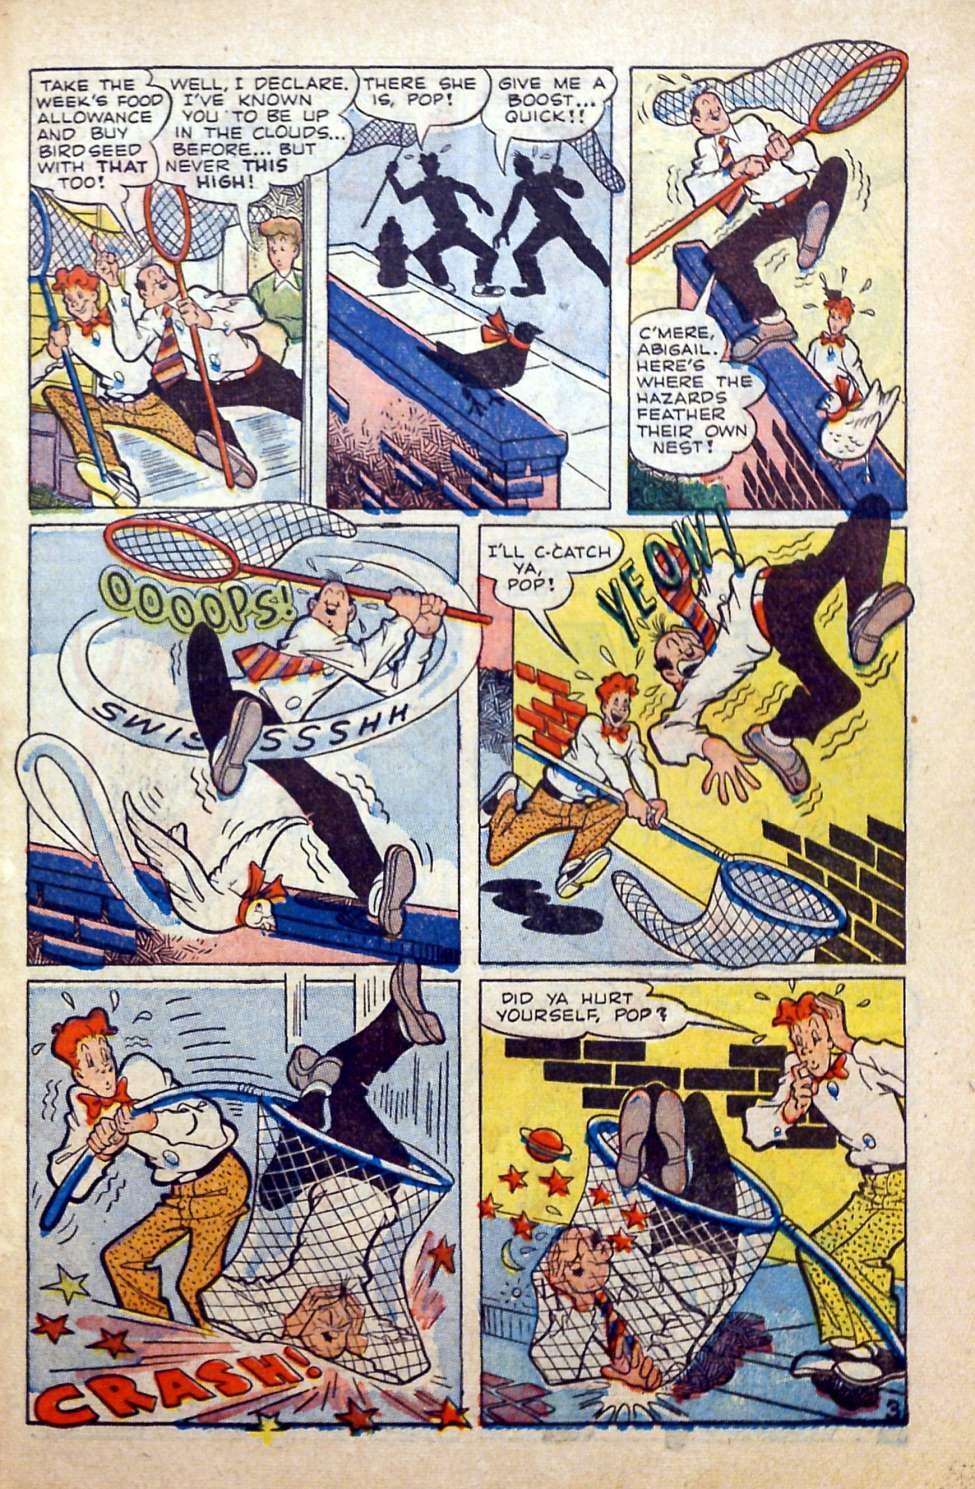 TAKE THE
WEEK'S FOOD
ALLOWANCE
AND BUY
BIRDSEED
WITH THAT
TOO!
WELL, I DECLARE.
I'VE KNOWN
YOU TO BE UP
IN THE CLOUDS...
BEFORE... BUT
NEVER THIS
HIGH!
THERE SHE
IS, POP!
GIVE ME A
BOOST...
QUICK!!
C'MERE,
ABIGAIL.
HERE'S
WHERE THE
HAZARDS
FEATHER
THEIR OWN
NEST!
OOOOPS!
SWISSSSHH
I'LL C-CATCH
YA,
POP!
YEOW!
CRASH!
DID YA HURT
YOURSELF, POP?
3